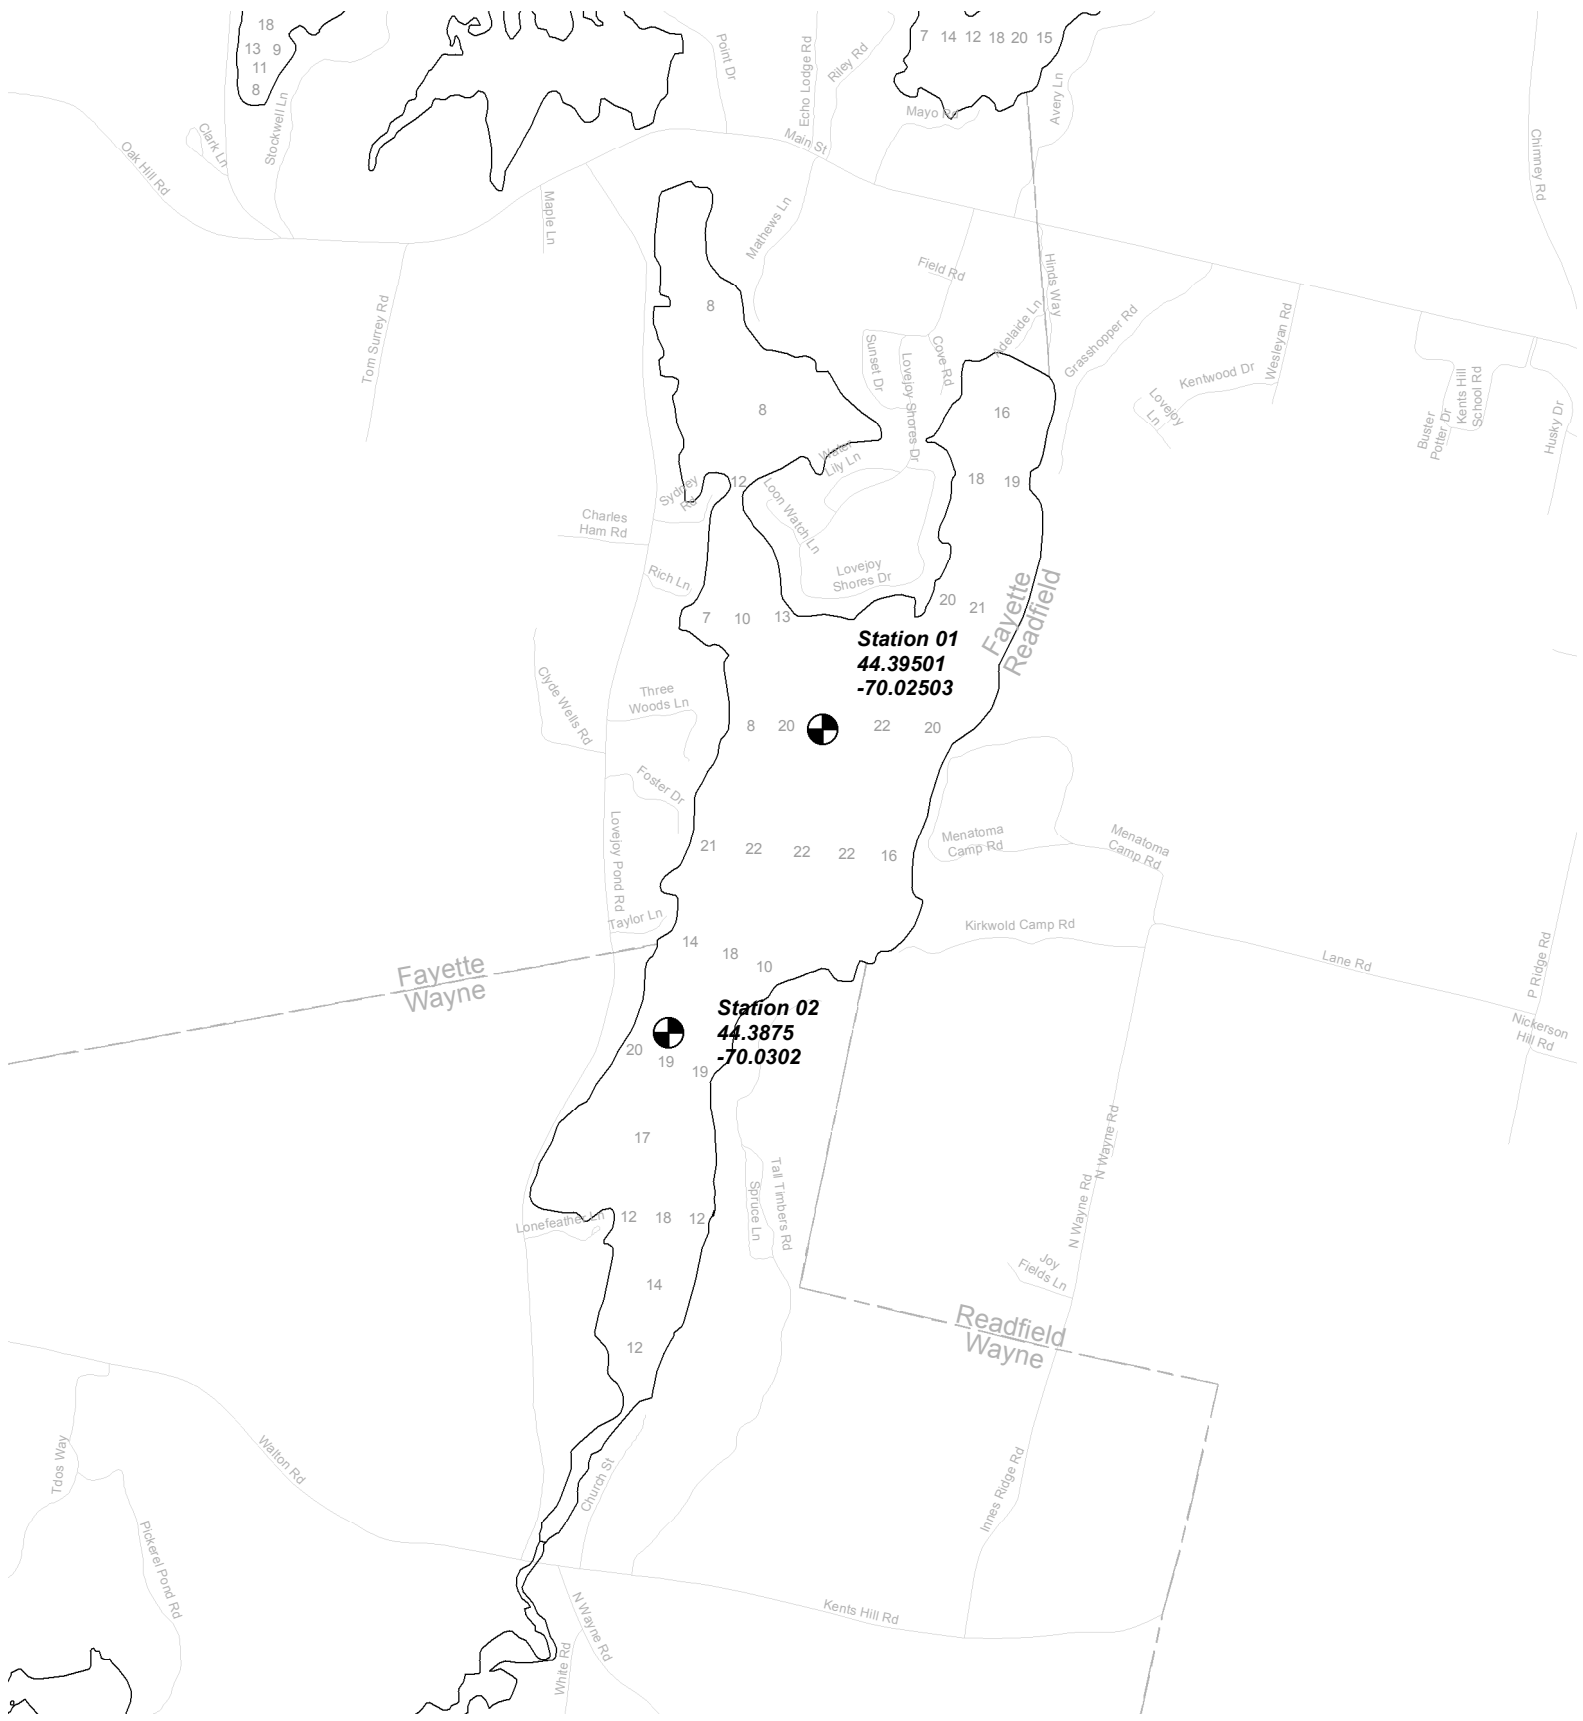 18
13 9
11
8
7 14 12 18 20 15
Point Dr
Echo Lodge Rd
Riley Rd
Mayo Rd
Avery Ln
Chimney Rd
Oak Hill Rd
Clark Ln
Stockwell Ln
Main St
Maple Ln
Mathews Ln
Field Rd
Hinds Way
Adelaide Ln
Grasshopper Rd
Tom Surrey Rd
8
Sunset Dr
Lovejoy Shores Dr
Cove Rd
Kentwood Dr
Wesleyan Rd
Lovejoy
Ln
Buster
Potter Dr
Kents Hill
School Rd
Husky Dr
8
16
Water
Lily Ln
18 19
12
Sydney
Rd
Loon Watch Ln
Charles
Ham Rd
Rich Ln
Lovejoy
Shores Dr
20 21
Fayette
Readfield
7 10 13
Station 01
44.39501
-70.02503
Clyde Wells Rd
Three
Woods Ln
8 20 22 20
Foster Dr
Lovejoy Pond Rd
21 22 22 22 16
Menatoma
Camp Rd
Menatoma
Camp Rd
Taylor Ln
Kirkwold Camp Rd
Lane Rd
P Ridge Rd
Nickerson
Hill Rd
14 18 10
Fayette
Wayne
Station 02
44.3875
-70.0302
20 19 19
17
N Wayne Rd
N Wayne Rd
Tall Timbers Rd
Spruce Ln
Lonefeather Ln
12 18 12
Joy
Fields Ln
14
Readfield
Wayne
12
Walton Rd
Tdos Way
Church St
Innes Ridge Rd
Pickerel Pond Rd
N Wayne Rd
White Rd
Kents Hill Rd